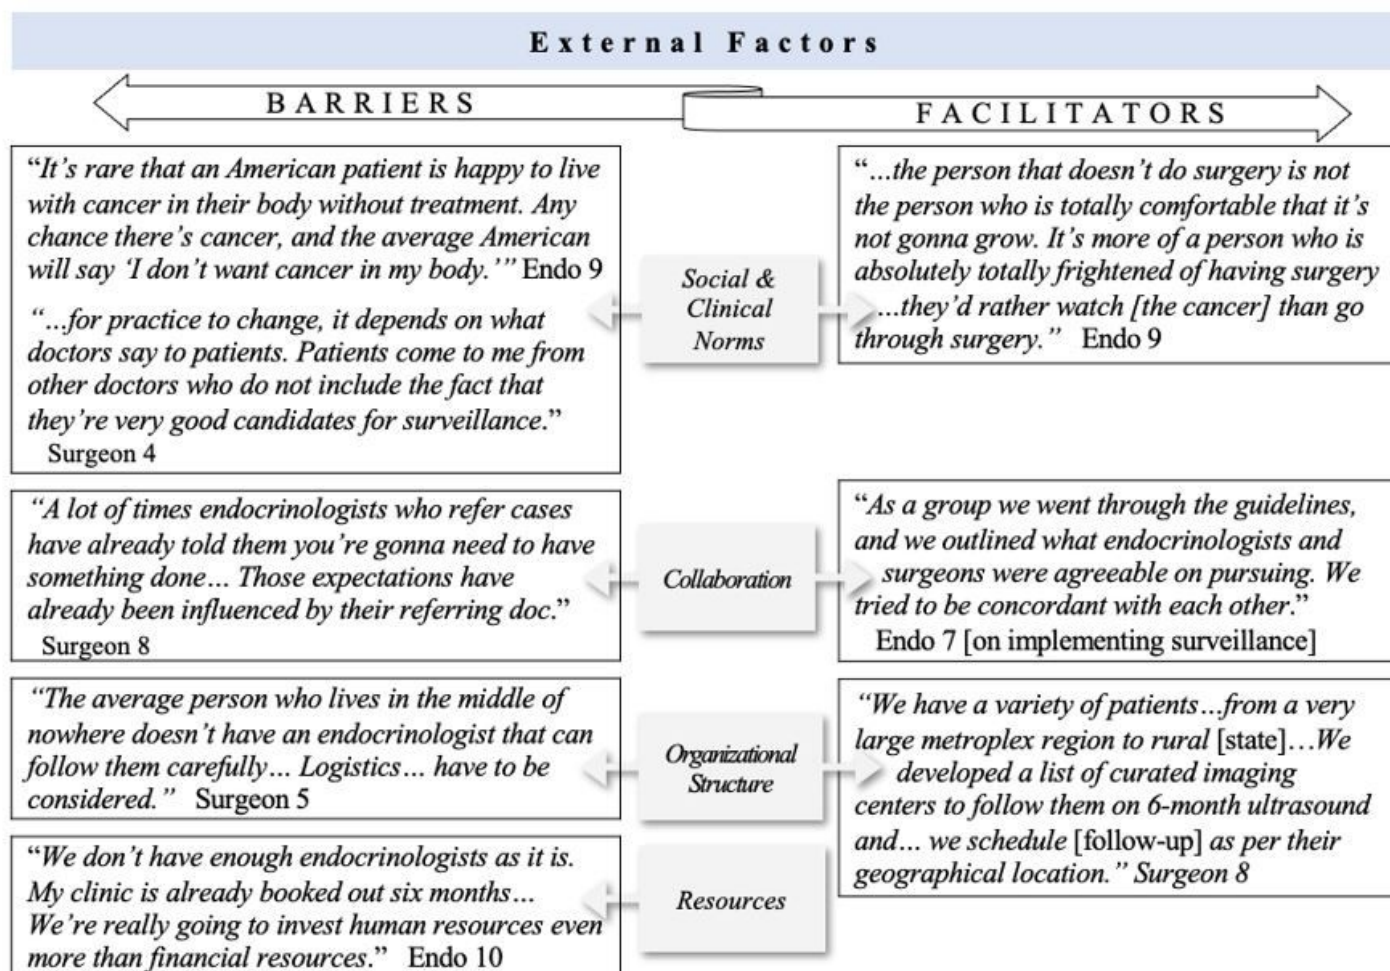 External Factors
BARRIERS
FACILITATORS
“It’s rare that an American patient is happy to live
with cancer in their body without treatment. Any
chance there’s cancer, and the average American
will say ‘I don’t want cancer in my body.’” Endo 9
“...for practice to change, it depends on what
doctors say to patients. Patients come to me from
other doctors who do not include the fact that
they’re very good candidates for surveillance.”
Surgeon 4
Social &
Clinical
Norms
“...the person that doesn’t do surgery is not
the person who is totally comfortable that it’s
not gonna grow. It’s more of a person who is
absolutely totally frightened of having surgery
...they’d rather watch [the cancer] than go
through surgery.” Endo 9
“A lot of times endocrinologists who refer cases
have already told them you’re gonna need to have
something done... Those expectations have
already been influenced by their referring doc.”
Surgeon 8
Collaboration
“As a group we went through the guidelines,
and we outlined what endocrinologists and
surgeons were agreeable on pursuing. We
tried to be concordant with each other.”
Endo 7 [on implementing surveillance]
“The average person who lives in the middle of
nowhere doesn’t have an endocrinologist that can
follow them carefully... Logistics... have to be
considered.” Surgeon 5
Organizational
Structure
“We have a variety of patients...from a very
large metroplex region to rural [state]...We
developed a list of curated imaging
centers to follow them on 6-month ultrasound
and... we schedule [follow-up] as per their
geographical location.” Surgeon 8
“We don’t have enough endocrinologists as it is.
My clinic is already booked out six months...
We’re really going to invest human resources even
more than financial resources.” Endo 10
Resources